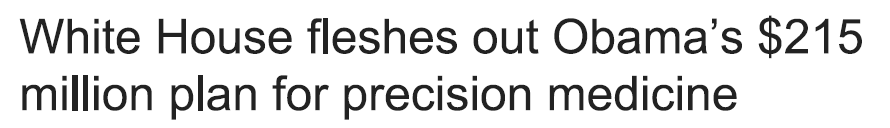 White House fleshes out Obama’s $215
million plan for precision medicine